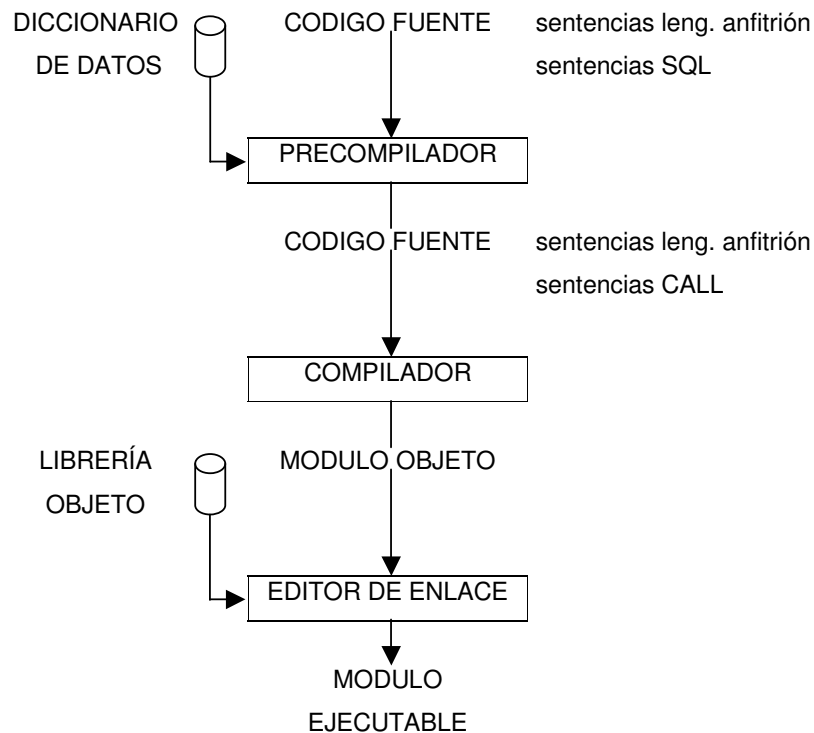 DICCIONARIO
DE DATOS
CODIGO FUENTE
sentencias leng. anfitrión
sentencias SQL
PRECOMPILADOR
CODIGO FUENTE
sentencias leng. anfitrión
sentencias CALL
COMPILADOR
LIBRERÍA
OBJETO
MODULO OBJETO
EDITOR DE ENLACE
MODULO
EJECUTABLE